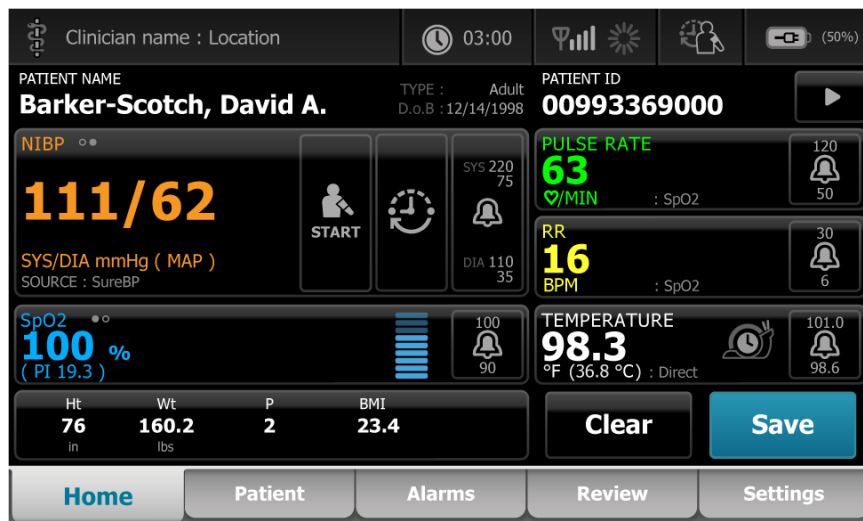 Clinician name : Location
03:00
(50%)
PATIENT NAME
Barker-Scotch, David A.
TYPE : Adult
D.o.B : 12/14/1998
PATIENT ID
00993369000
NIBP
111/62
SYS/DIA mmHg ( MAP )
SOURCE : SureBP
START
SYS 220
75
DIA 110
35
PULSE RATE
63
/MIN : SpO2
120
50
RR
16
BPM : SpO2
30
6
SpO2
100 %
( PI 19.3 )
100
90
TEMPERATURE
98.3
°F (36.8 °C) : Direct
101.0
98.6
Ht Wt P BMI
76 160.2 2 23.4
in lbs
Clear
Save
Home
Patient
Alarms
Review
Settings